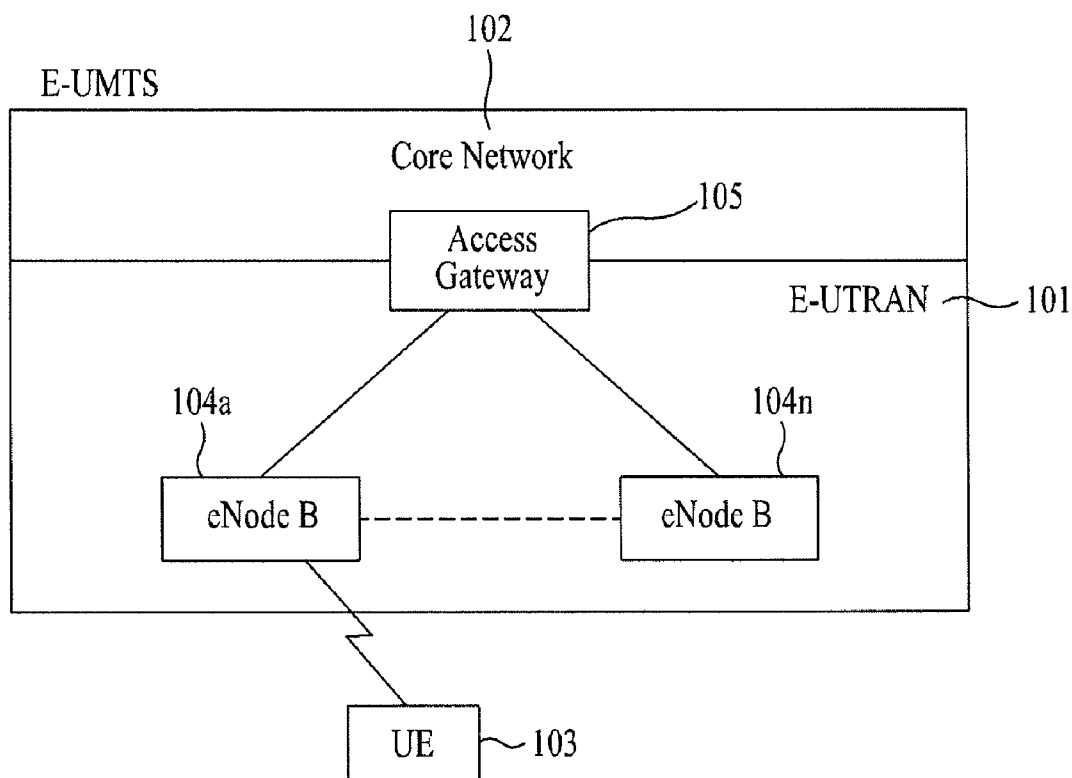 102
E-UMTS
Core Network
105
Access
Gateway
E-UTRAN
101
104a
104n
eNode B
eNode B
UE
103